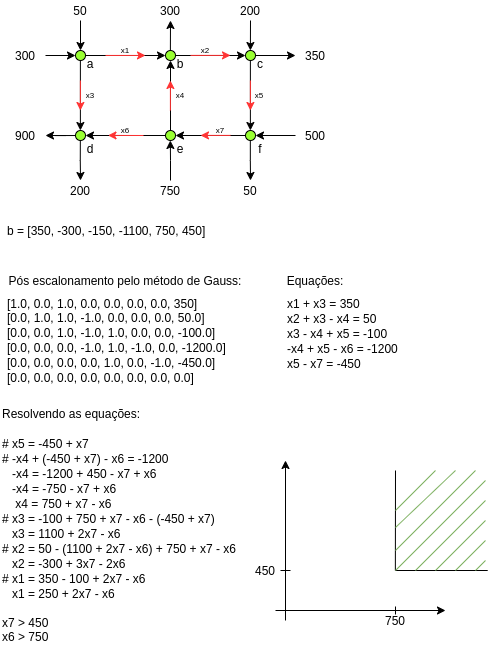 50 300 200
300 x1 x2 350
a b c
x3 x4 x5
900 x6 x7 500
d e f
200 750 50
b = [350, -300, -150, -1100, 750, 450]
Pós escalonamento pelo método de Gauss:
[1.0, 0.0, 1.0, 0.0, 0.0, 0.0, 0.0, 350]
[0.0, 1.0, 1.0, -1.0, 0.0, 0.0, 0.0, 50.0]
[0.0, 0.0, 1.0, -1.0, 1.0, 0.0, 0.0, -100.0]
[0.0, 0.0, 0.0, -1.0, 1.0, -1.0, 0.0, -1200.0]
[0.0, 0.0, 0.0, 0.0, 1.0, 0.0, -1.0, -450.0]
[0.0, 0.0, 0.0, 0.0, 0.0, 0.0, 0.0, 0.0]
Equações:
x1 + x3 = 350
x2 + x3 - x4 = 50
x3 - x4 + x5 = -100
-x4 + x5 - x6 = -1200
x5 - x7 = -450
Resolvendo as equações:
# x5 = -450 + x7
# -x4 + (-450 + x7) - x6 = -1200
-x4 = -1200 + 450 - x7 + x6
-x4 = -750 - x7 + x6
x4 = 750 + x7 - x6
# x3 = -100 + 750 + x7 - x6 - (-450 + x7)
x3 = 1100 + 2x7 - x6
# x2 = 50 - (1100 + 2x7 - x6) + 750 + x7 - x6
x2 = -300 + 3x7 - 2x6
# x1 = 350 - 100 + 2x7 - x6
x1 = 250 + 2x7 - x6
x7 > 450
x6 > 750
450
750